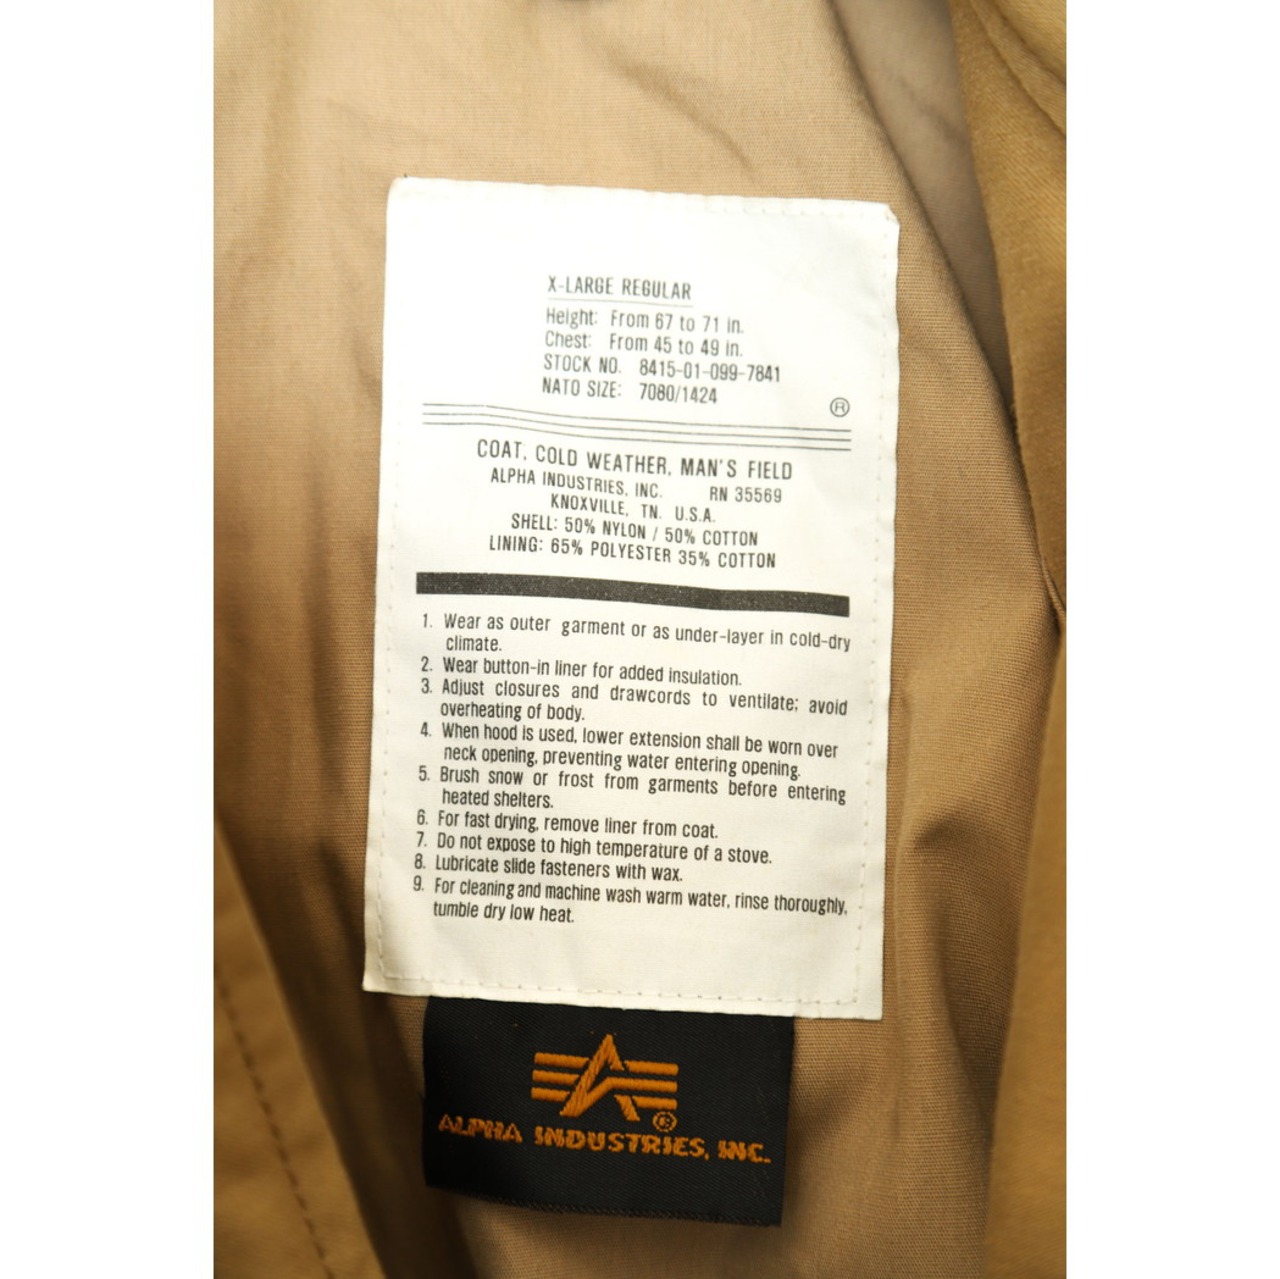 X-LARGE REGULAR
Height: From 67 to 71 in.
Chest: From 45 to 49 in.
STOCK NO. 8415-01-099-7841
NATO SIZE: 7080/1424
®
COAT, COLD WEATHER, MAN'S FIELD
ALPHA INDUSTRIES, INC. RN 35569
KNOXVILLE, TN. U.S.A.
SHELL: 50% NYLON / 50% COTTON
LINING: 65% POLYESTER 35% COTTON
1. Wear as outer garment or as under-layer in cold-dry
climate.
2. Wear button-in liner for added insulation.
3. Adjust closures and drawcords to ventilate; avoid
overheating of body.
4. When hood is used, lower extension shall be worn over
neck opening, preventing water entering opening.
5. Brush snow or frost from garments before entering
heated shelters.
6. For fast drying, remove liner from coat.
7. Do not expose to high temperature of a stove.
8. Lubricate slide fasteners with wax.
9. For cleaning and machine wash warm water, rinse thoroughly,
tumble dry low heat.
®
ALPHA INDUSTRIES, INC.